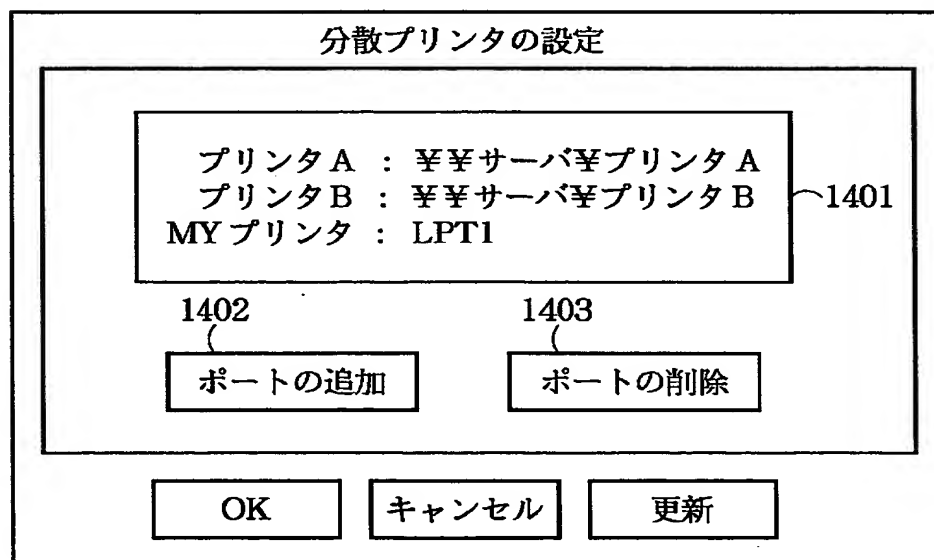 分散プリンタの設定
プリンタA : ¥¥サーバ¥プリンタA
プリンタB : ¥¥サーバ¥プリンタB
1401
MYプリンタ : LPT1
1402 1403
ポートの追加 ポートの削除
OK キャンセル 更新